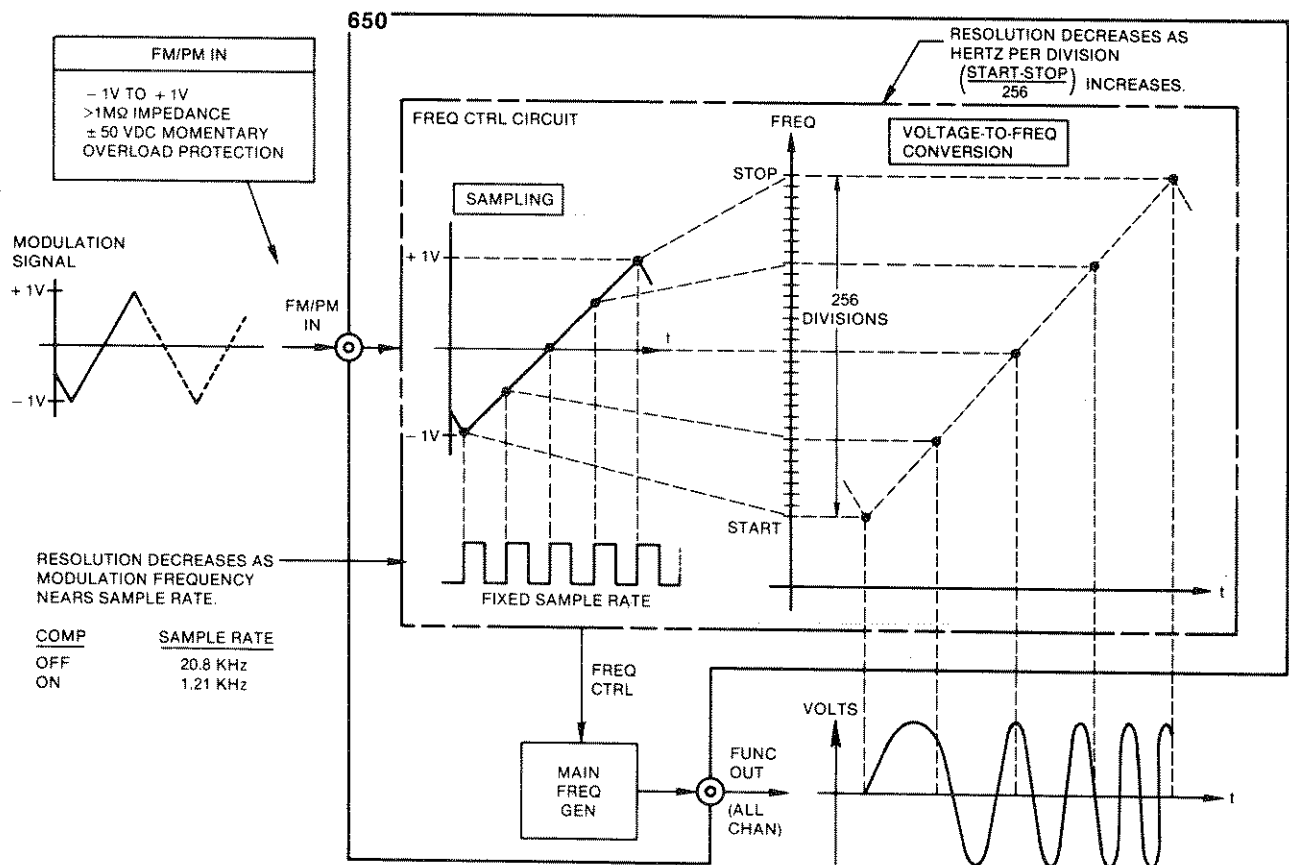 650
FM/PM IN
− 1V TO + 1V
>1MΩ IMPEDANCE
± 50 VDC MOMENTARY
OVERLOAD PROTECTION
RESOLUTION DECREASES AS
HERTZ PER DIVISION
(START-STOP / 256) INCREASES.
FREQ CTRL CIRCUIT
FREQ
VOLTAGE-TO-FREQ
CONVERSION
STOP
SAMPLING
MODULATION
SIGNAL
+ 1V
− 1V
FM/PM
IN
+ 1V
t
− 1V
256
DIVISIONS
START
t
FIXED SAMPLE RATE
RESOLUTION DECREASES AS
MODULATION FREQUENCY
NEARS SAMPLE RATE.
COMP SAMPLE RATE
OFF 20.8 KHz
ON 1.21 KHz
FREQ
CTRL
MAIN
FREQ
GEN
FUNC
OUT
(ALL
CHAN)
VOLTS
t